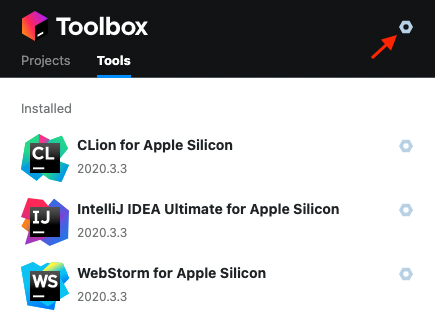 Toolbox
Projects Tools
Installed
CL
CLion for Apple Silicon
2020.3.3
IJ
IntelliJ IDEA Ultimate for Apple Silicon
2020.3.3
WS
WebStorm for Apple Silicon
2020.3.3